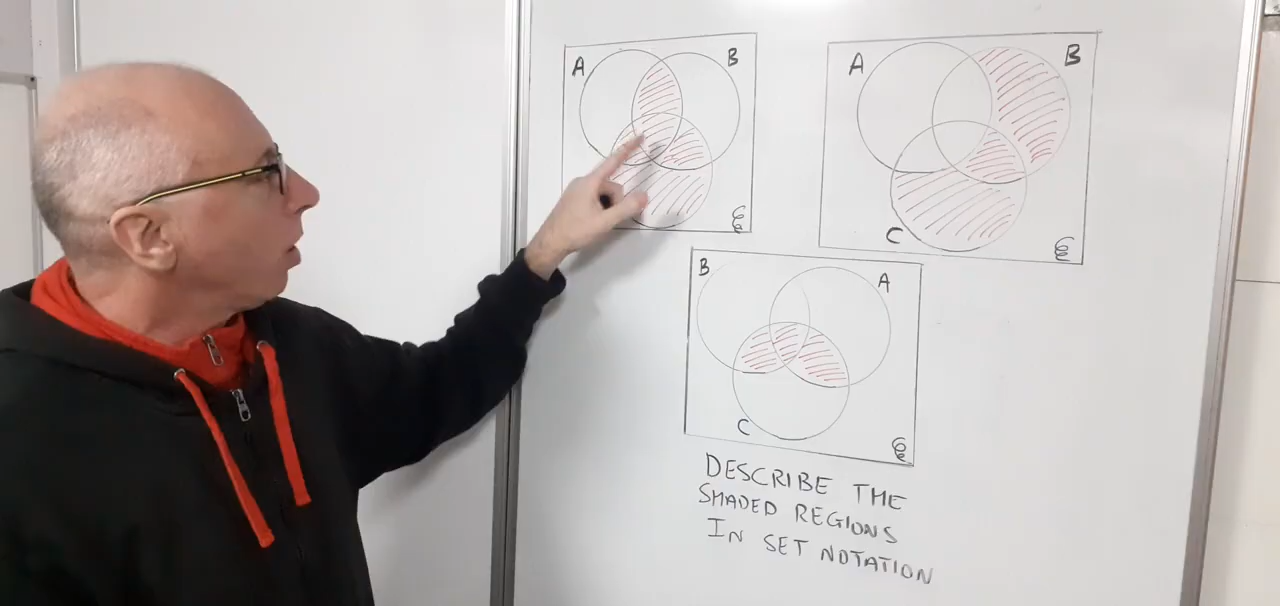 A B
ℰ
A B
C
ℰ
B A
C
ℰ
DESCRIBE THE
SHADED REGIONS
IN SET NOTATION